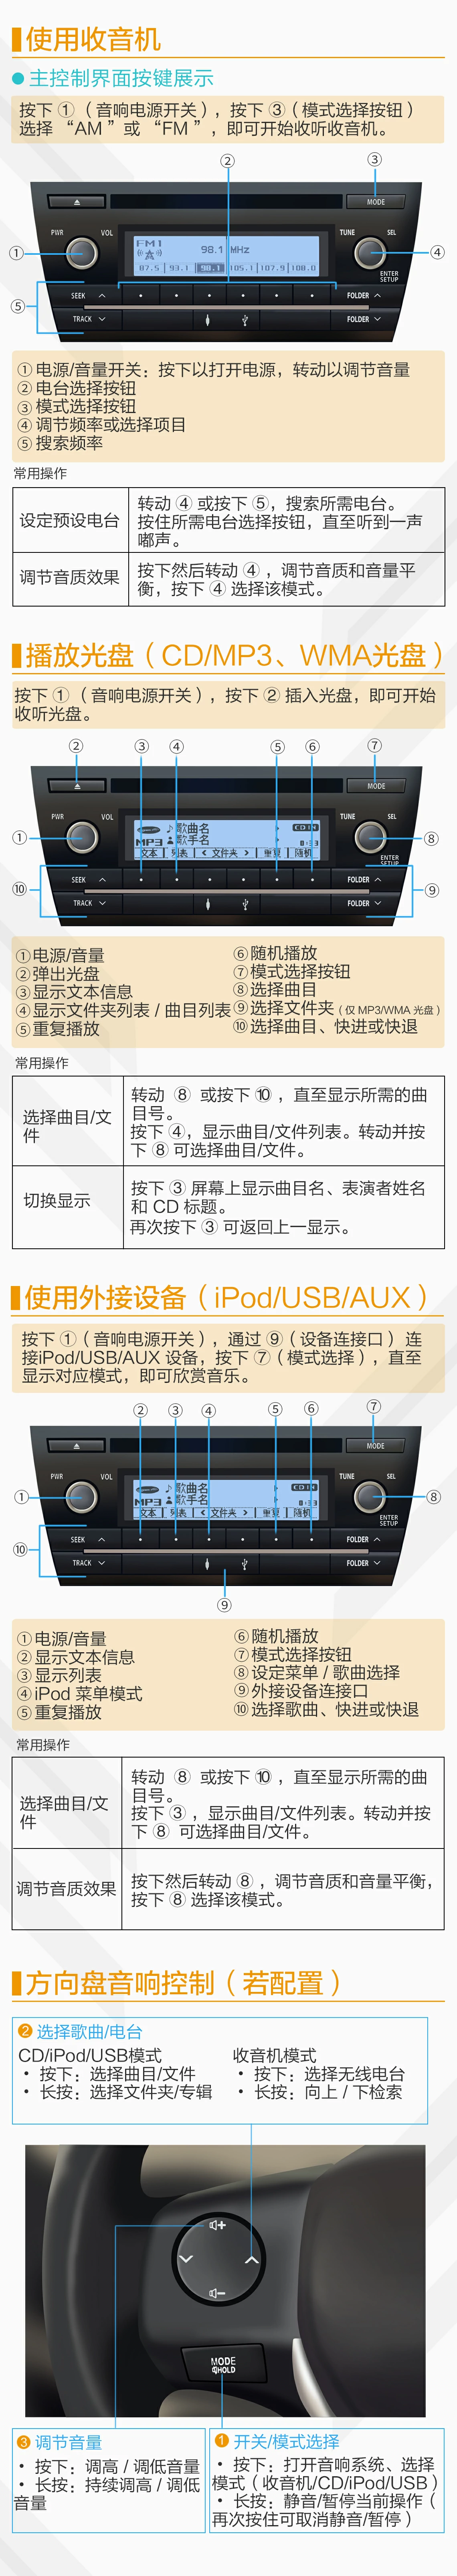 使用收音机
主控制界面按键展示
按下 ①（音响电源开关），按下 ③（模式选择按钮）
选择 “AM ”或 “FM ”，即可开始收听收音机。
② ③
MODE
PWR VOL TUNE SEL
FM1 98.1 MHz
87.5 93.1 98.1 105.1 107.9 108.0
① ④
ENTER
SETUP
⑤ SEEK FOLDER
TRACK FOLDER
① 电源/音量开关：按下以打开电源，转动以调节音量
② 电台选择按钮
③ 模式选择按钮
④ 调节频率或选择项目
⑤ 搜索频率
常用操作
设定预设电台
转动 ④ 或按下 ⑤，搜索所需电台。
按住所需电台选择按钮，直至听到一声
嘟声。
调节音质效果
按下然后转动 ④，调节音质和音量平
衡，按下 ④ 选择该模式。
播放光盘（CD/MP3、WMA光盘）
按下 ①（音响电源开关），按下 ② 插入光盘，即可开始
收听光盘。
② ③ ④ ⑤ ⑥ ⑦
MODE
PWR VOL TUNE SEL
歌曲名 CD IN
MP3 歌手名 0:33
文本 列表 < 文件夹 > 重复 随机
① ⑧
ENTER
SETUP
⑩ SEEK FOLDER ⑨
TRACK FOLDER
① 电源/音量
② 弹出光盘
③ 显示文本信息
④ 显示文件夹列表 / 曲目列表
⑤ 重复播放
⑥ 随机播放
⑦ 模式选择按钮
⑧ 选择曲目
⑨ 选择文件夹（仅 MP3/WMA 光盘）
⑩ 选择曲目、快进或快退
常用操作
选择曲目/文
件
转动 ⑧ 或按下 ⑩，直至显示所需的曲
目号。
按下 ④，显示曲目/文件列表。转动并按
下 ⑧ 可选择曲目/文件。
切换显示
按下 ③ 屏幕上显示曲目名、表演者姓名
和 CD 标题。
再次按下 ③ 可返回上一显示。
使用外接设备（iPod/USB/AUX）
按下 ①（音响电源开关），通过 ⑨（设备连接口）连
接iPod/USB/AUX 设备，按下 ⑦（模式选择），直至
显示对应模式，即可欣赏音乐。
② ③ ④ ⑤ ⑥ ⑦
MODE
PWR VOL TUNE SEL
歌曲名 CD IN
MP3 歌手名 0:33
文本 列表 < 文件夹 > 重复 随机
① ⑧
ENTER
SETUP
⑩ SEEK FOLDER
TRACK FOLDER
⑨
① 电源/音量
② 显示文本信息
③ 显示列表
④ iPod 菜单模式
⑤ 重复播放
⑥ 随机播放
⑦ 模式选择按钮
⑧ 设定菜单 / 歌曲选择
⑨ 外接设备连接口
⑩ 选择歌曲、快进或快退
常用操作
选择曲目/文
件
转动 ⑧ 或按下 ⑩，直至显示所需的曲
目号。
按下 ③，显示曲目/文件列表。转动并按
下 ⑧ 可选择曲目/文件。
调节音质效果
按下然后转动 ⑧，调节音质和音量平衡，
按下 ⑧ 选择该模式。
方向盘音响控制（若配置）
❷ 选择歌曲/电台
CD/iPod/USB模式
• 按下：选择曲目/文件
• 长按：选择文件夹/专辑
收音机模式
• 按下：选择无线电台
• 长按：向上 / 下检索
+
−
MODE
HOLD
❸ 调节音量
• 按下：调高 / 调低音量
• 长按：持续调高 / 调低
音量
❶ 开关/模式选择
• 按下：打开音响系统、选择
模式（收音机/CD/iPod/USB）
• 长按：静音/暂停当前操作（
再次按住可取消静音/暂停）